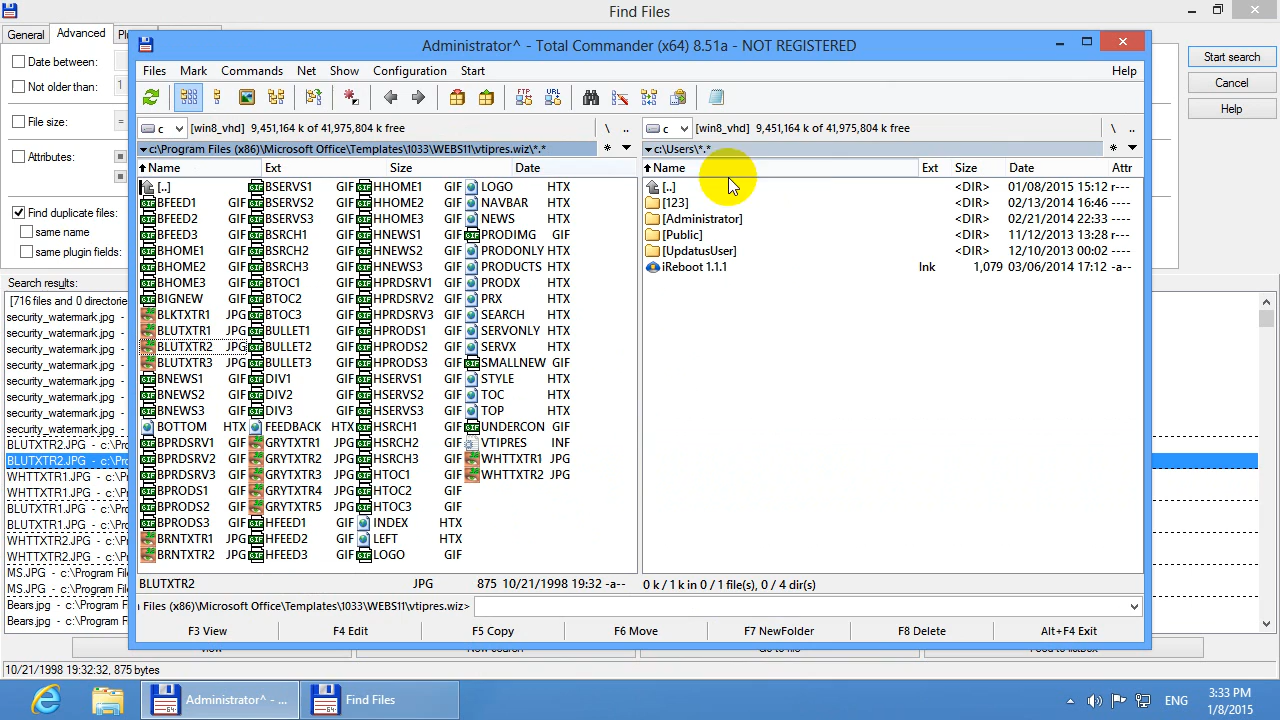 Find Files
General
Advanced
Date between:
Not older than:
1
File size:
=
Attributes:
Find duplicate files:
same name
same plugin fields:
Start search
Cancel
Help
Search results:
[716 files and 0 directories
security_watermark.jpg -
security_watermark.jpg -
security_watermark.jpg -
security_watermark.jpg -
security_watermark.jpg -
security_watermark.jpg -
security_watermark.jpg -
security_watermark.jpg -
BLUTXTR2.JPG - c:\Pro
BLUTXTR2.JPG - c:\Pro
WHTTXTR1.JPG - c:\Pr
WHTTXTR1.JPG - c:\Pr
BLUTXTR1.JPG - c:\Pro
BLUTXTR1.JPG - c:\Pro
WHTTXTR2.JPG - c:\Pr
WHTTXTR2.JPG - c:\Pr
MS.JPG - c:\Program File
MS.JPG - c:\Program File
Bears.jpg - c:\Program F
Bears.jpg - c:\Program F
10/21/1998 19:32:32, 875 bytes
Administrator^ - Total Commander (x64) 8.51a - NOT REGISTERED
Files Mark Commands Net Show Configuration Start Help
FTP URL
c [win8_vhd] 9,451,164 k of 41,975,804 k free \ ..
c:\Program Files (x86)\Microsoft Office\Templates\1033\WEBS11\vtipres.wiz\*.* *
Name Ext Size Date
[..]
BFEED1 GIF
BFEED2 GIF
BFEED3 GIF
BHOME1 GIF
BHOME2 GIF
BHOME3 GIF
BIGNEW GIF
BLKTXTR1 JPG
BLUTXTR1 JPG
BLUTXTR2 JPG
BLUTXTR3 JPG
BNEWS1 GIF
BNEWS2 GIF
BNEWS3 GIF
BOTTOM HTX
BPRDSRV1 GIF
BPRDSRV2 GIF
BPRDSRV3 GIF
BPRODS1 GIF
BPRODS2 GIF
BPRODS3 GIF
BRNTXTR1 JPG
BRNTXTR2 JPG
BSERVS1 GIF
BSERVS2 GIF
BSERVS3 GIF
BSRCH1 GIF
BSRCH2 GIF
BSRCH3 GIF
BTOC1 GIF
BTOC2 GIF
BTOC3 GIF
BULLET1 GIF
BULLET2 GIF
BULLET3 GIF
DIV1 GIF
DIV2 GIF
DIV3 GIF
FEEDBACK HTX
GRYTXTR1 JPG
GRYTXTR2 JPG
GRYTXTR3 JPG
GRYTXTR4 JPG
GRYTXTR5 JPG
HFEED1 GIF
HFEED2 GIF
HFEED3 GIF
HHOME1 GIF
HHOME2 GIF
HHOME3 GIF
HNEWS1 GIF
HNEWS2 GIF
HNEWS3 GIF
HPRDSRV1 GIF
HPRDSRV2 GIF
HPRDSRV3 GIF
HPRODS1 GIF
HPRODS2 GIF
HPRODS3 GIF
HSERVS1 GIF
HSERVS2 GIF
HSERVS3 GIF
HSRCH1 GIF
HSRCH2 GIF
HSRCH3 GIF
HTOC1 GIF
HTOC2 GIF
HTOC3 GIF
INDEX HTX
LEFT HTX
LOGO GIF
LOGO HTX
NAVBAR HTX
NEWS HTX
PRODIMG GIF
PRODONLY HTX
PRODUCTS HTX
PRODX HTX
PRX HTX
SEARCH HTX
SERVONLY HTX
SERVX HTX
SMALLNEW GIF
STYLE HTX
TOC HTX
TOP HTX
UNDERCON GIF
VTIPRES INF
WHTTXTR1 JPG
WHTTXTR2 JPG
BLUTXTR2 JPG 875 10/21/1998 19:32 -a--
c [win8_vhd] 9,451,164 k of 41,975,804 k free \ ..
c:\Users\*.* *
Name Ext Size Date Attr
[..] <DIR> 01/08/2015 15:12 r---
[123] <DIR> 02/13/2014 16:46 ----
[Administrator] <DIR> 02/21/2014 22:33 ----
[Public] <DIR> 11/12/2013 13:28 r---
[UpdatusUser] <DIR> 12/10/2013 00:02 ----
iReboot 1.1.1 lnk 1,079 03/06/2014 17:12 -a--
0 k / 1 k in 0 / 1 file(s), 0 / 4 dir(s)
Files (x86)\Microsoft Office\Templates\1033\WEBS11\vtipres.wiz>
F3 View F4 Edit F5 Copy F6 Move F7 NewFolder F8 Delete Alt+F4 Exit
Administrator^ - ...
Find Files
ENG
3:33 PM
1/8/2015